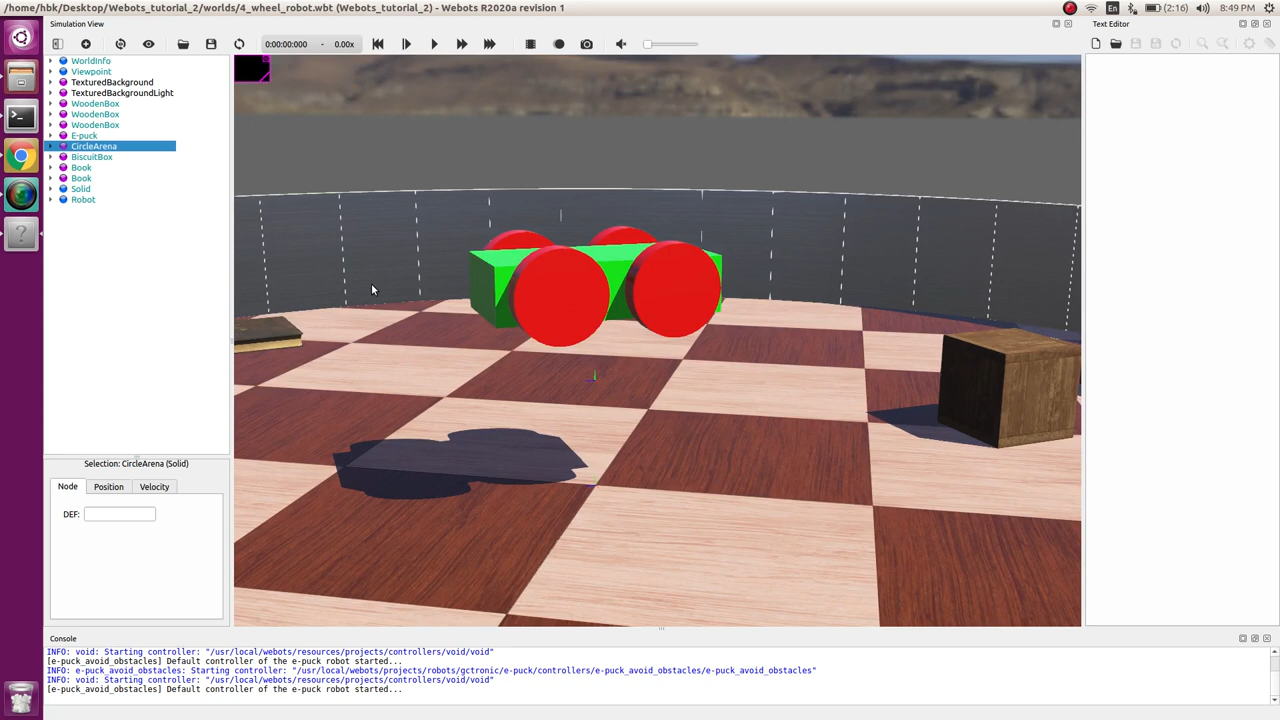 /home/hbk/Desktop/Webots_tutorial_2/worlds/4_wheel_robot.wbt (Webots_tutorial_2) - Webots R2020a revision 1
En
(2:16)
8:49 PM
Simulation View
Text Editor
0:00:00:000 - 0.00x
WorldInfo
Viewpoint
TexturedBackground
TexturedBackgroundLight
WoodenBox
WoodenBox
WoodenBox
E-puck
CircleArena
BiscuitBox
Book
Book
Solid
Robot
Selection: CircleArena (Solid)
Node
Position
Velocity
DEF:
Console
INFO: void: Starting controller: "/usr/local/webots/resources/projects/controllers/void/void"
[e-puck_avoid_obstacles] Default controller of the e-puck robot started...
INFO: e-puck_avoid_obstacles: Starting controller: "/usr/local/webots/projects/robots/gctronic/e-puck/controllers/e-puck_avoid_obstacles/e-puck_avoid_obstacles"
INFO: void: Starting controller: "/usr/local/webots/resources/projects/controllers/void/void"
[e-puck_avoid_obstacles] Default controller of the e-puck robot started...